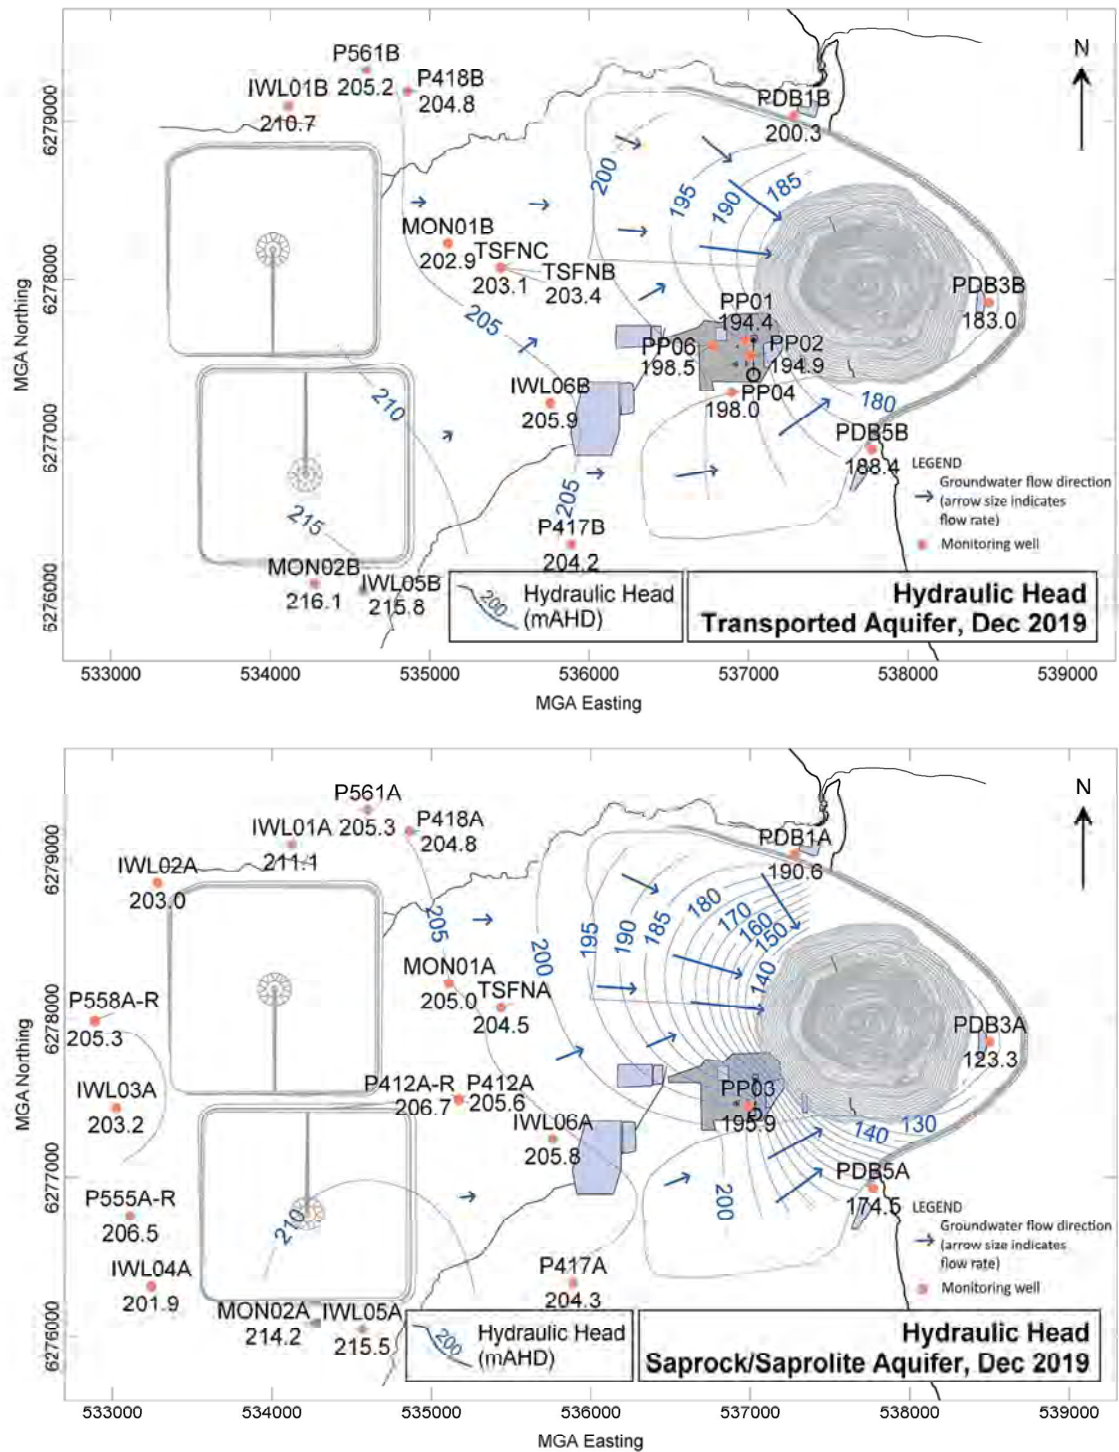 P561B
205.2
P418B
204.8
IWL01B
210.7
N
PDB1B
200.3
6279000
200
195
190
185
MON01B
202.9
TSFNC
203.1
TSFNB
203.4
6278000
PDB3B
183.0
MGA Northing
205
PP01
194.4
PP06
198.5
PP02
194.9
210
IWL06B
205.9
PP04
198.0
180
6277000
PDB5B
188.4
LEGEND
Groundwater flow direction
(arrow size indicates
flow rate)
Monitoring well
215
205
P417B
204.2
MON02B
216.1
IWL05B
215.8
6276000
200
Hydraulic Head
(mAHD)
Hydraulic Head
Transported Aquifer, Dec 2019
533000 534000 535000 536000 537000 538000 539000
MGA Easting
P561A
205.3
P418A
204.8
IWL01A
211.1
N
PDB1A
190.6
6279000
IWL02A
203.0
205
200
195
190
185
180
170
160
150
140
MON01A
205.0
TSFNA
204.5
P558A-R
205.3
6278000
PDB3A
123.3
MGA Northing
IWL03A
203.2
P412A-R
206.7
P412A
205.6
PP03
195.9
IWL06A
205.8
130
140
6277000
P555A-R
206.5
210
200
PDB5A
174.5
LEGEND
Groundwater flow direction
(arrow size indicates
flow rate)
Monitoring well
IWL04A
201.9
P417A
204.3
MON02A
214.2
IWL05A
215.5
6276000
200
Hydraulic Head
(mAHD)
Hydraulic Head
Saprock/Saprolite Aquifer, Dec 2019
533000 534000 535000 536000 537000 538000 539000
MGA Easting